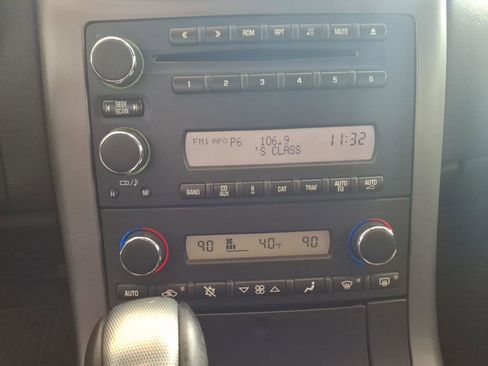 « » RDM RPT MUTE
1 2 3 4 5 6
SEEK
SCAN
FM1 INFO P6 106.9 11:32
'S CLASS
H M
BAND CD AUX CAT TRAF AUTO EQ AUTO
90 40°F 90
AUTO